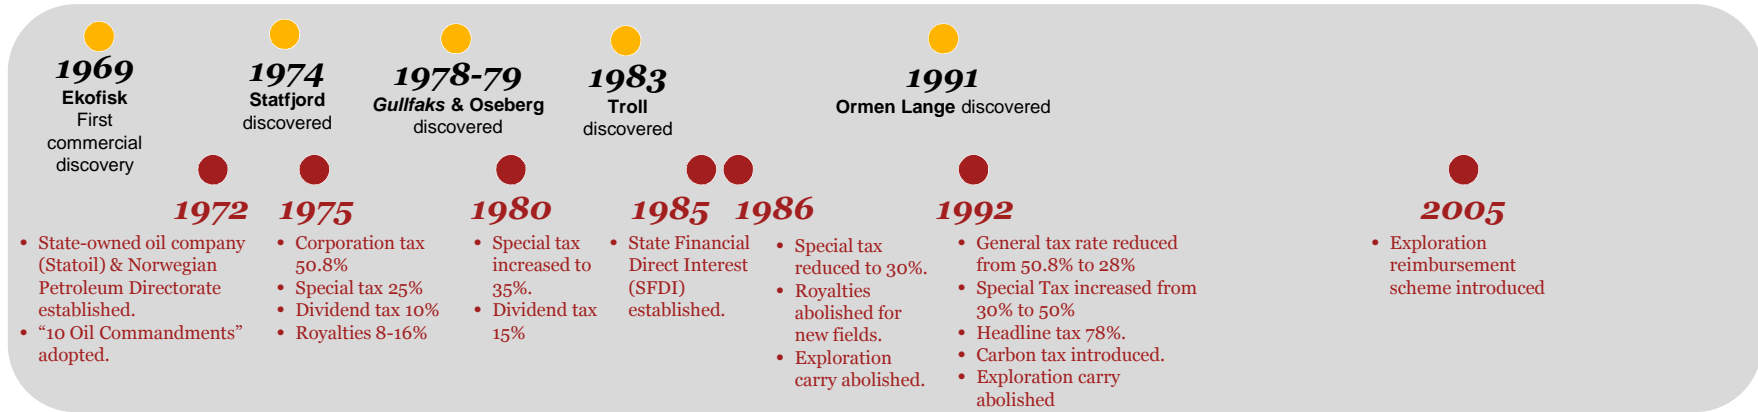 1969
Ekofisk
First
commercial
discovery
1974
Statfjord
discovered
1978-79
Gullfaks & Oseberg
discovered
1983
Troll
discovered
1991
Ormen Lange discovered
1972
• State-owned oil company
(Statoil) & Norwegian
Petroleum Directorate
established.
• “10 Oil Commandments”
adopted.
1975
• Corporation tax
50.8%
• Special tax 25%
• Dividend tax 10%
• Royalties 8-16%
1980
• Special tax
increased to
35%.
• Dividend tax
15%
1985
• State Financial
Direct Interest
(SFDI)
established.
1986
• Special tax
reduced to 30%.
• Royalties
abolished for
new fields.
• Exploration
carry abolished.
1992
• General tax rate reduced
from 50.8% to 28%
• Special Tax increased from
30% to 50%
• Headline tax 78%.
• Carbon tax introduced.
• Exploration carry
abolished
2005
• Exploration
reimbursement
scheme introduced